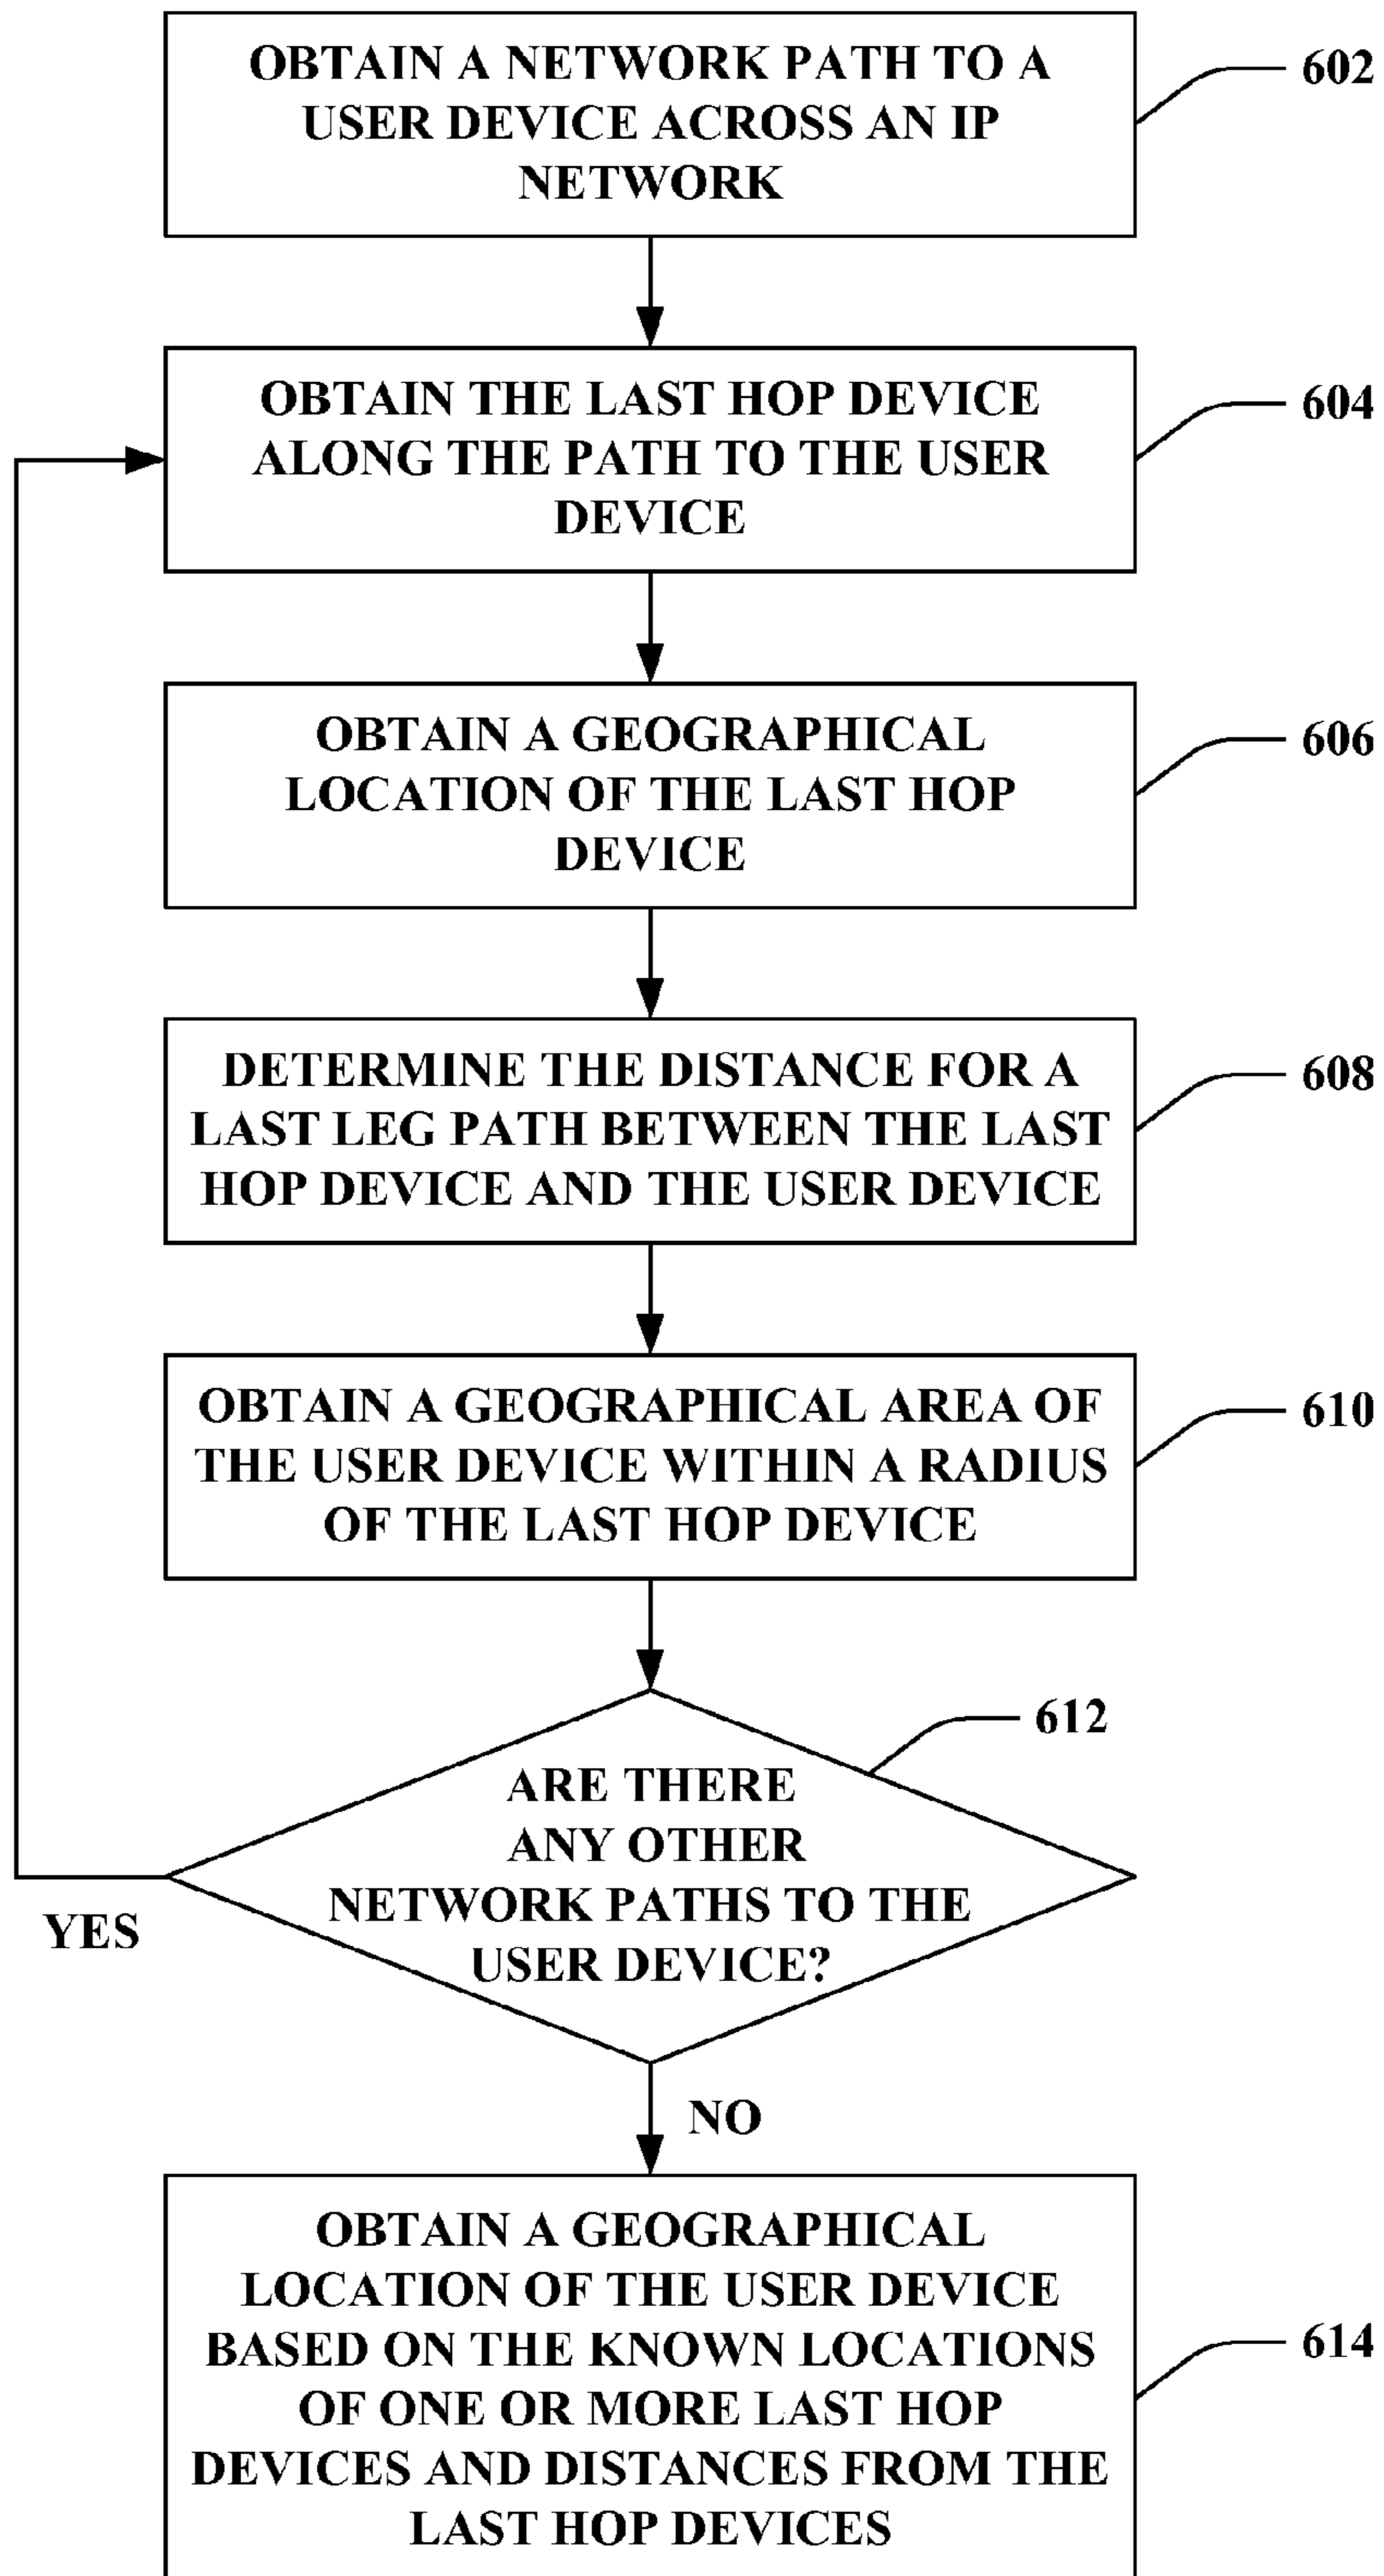 OBTAIN A NETWORK PATH TO A
USER DEVICE ACROSS AN IP
NETWORK
602
OBTAIN THE LAST HOP DEVICE
ALONG THE PATH TO THE USER
DEVICE
604
OBTAIN A GEOGRAPHICAL
LOCATION OF THE LAST HOP
DEVICE
606
DETERMINE THE DISTANCE FOR A
LAST LEG PATH BETWEEN THE LAST
HOP DEVICE AND THE USER DEVICE
608
OBTAIN A GEOGRAPHICAL AREA OF
THE USER DEVICE WITHIN A RADIUS
OF THE LAST HOP DEVICE
610
612
ARE THERE
ANY OTHER
NETWORK PATHS TO THE
USER DEVICE?
YES
NO
OBTAIN A GEOGRAPHICAL
LOCATION OF THE USER DEVICE
BASED ON THE KNOWN LOCATIONS
OF ONE OR MORE LAST HOP
DEVICES AND DISTANCES FROM THE
LAST HOP DEVICES
614